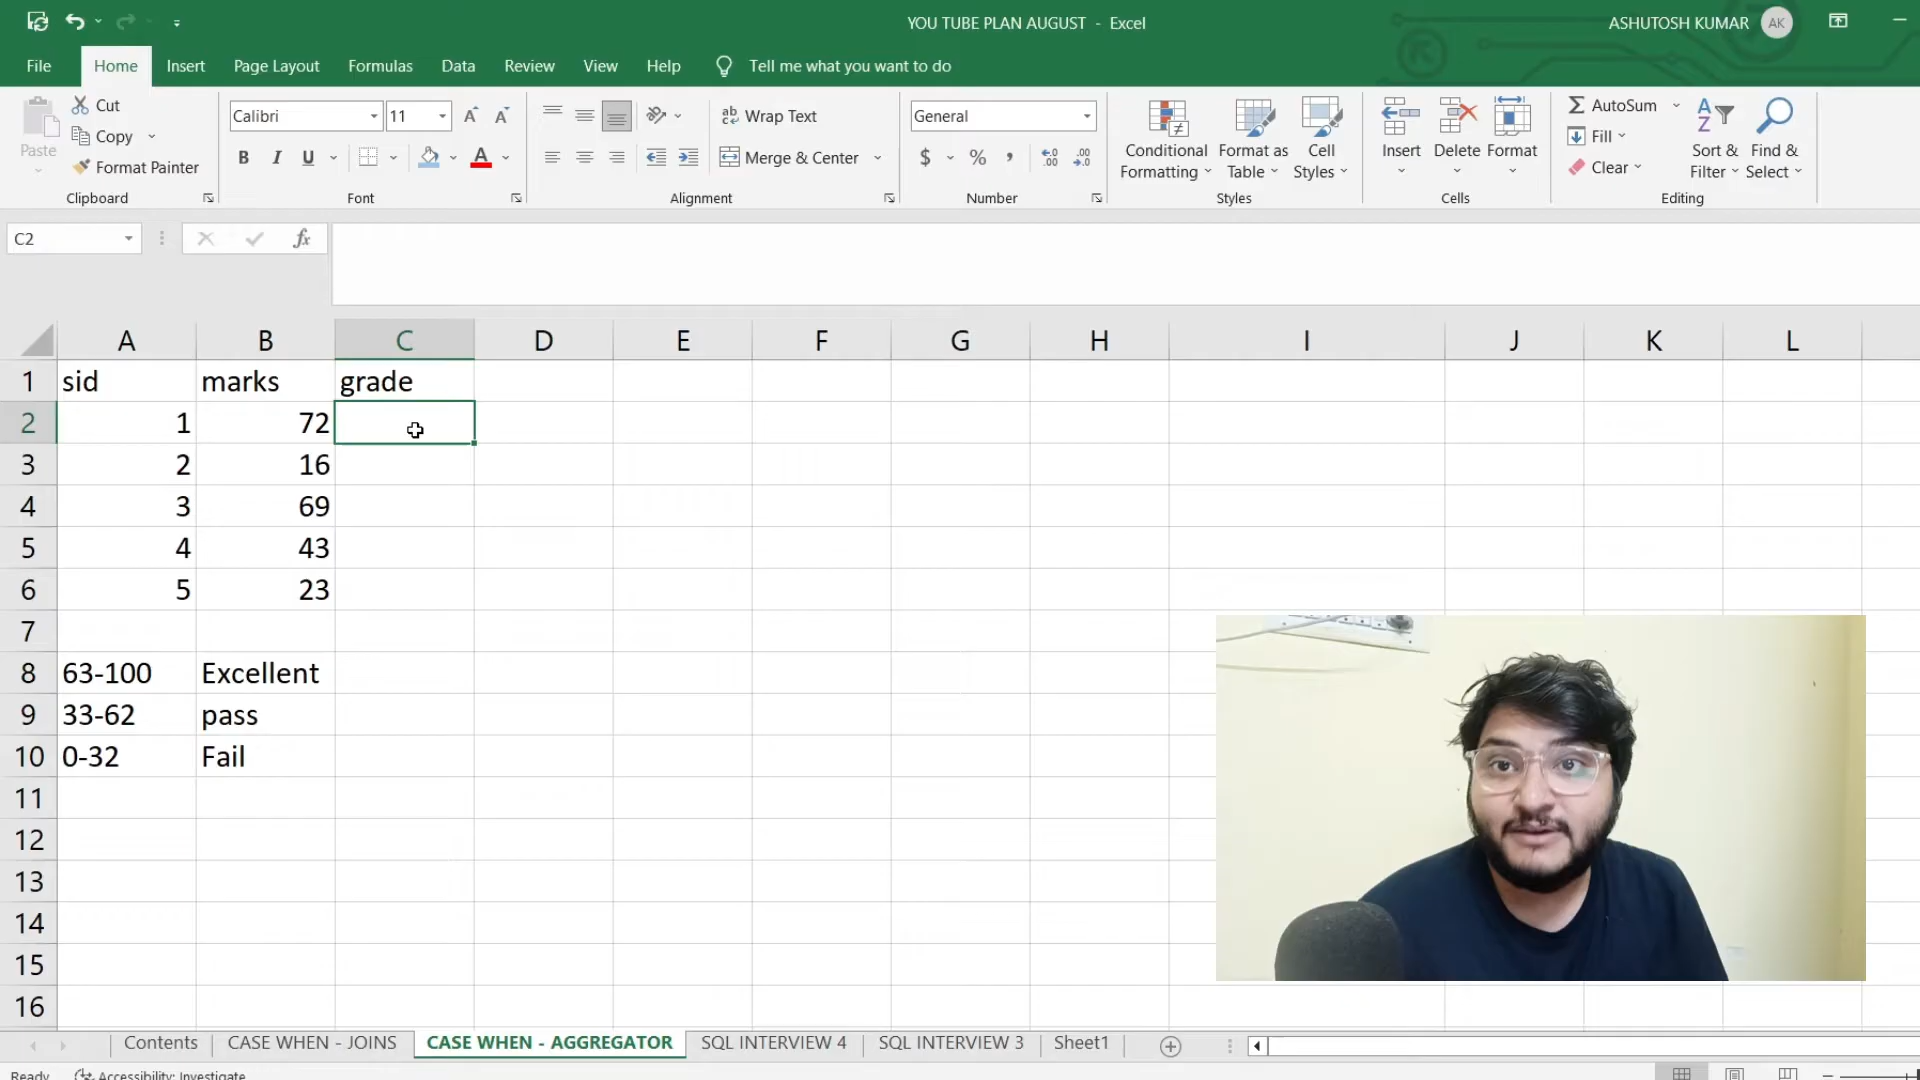 YOU TUBE PLAN AUGUST - Excel
ASHUTOSH KUMAR AK
File Home Insert Page Layout Formulas Data Review View Help Tell me what you want to do
Paste
Cut
Copy
Format Painter
Clipboard
Calibri 11
B I U
Font
Wrap Text
Merge & Center
Alignment
General
$ % ,
Number
Conditional Formatting
Format as Table
Cell Styles
Styles
Insert
Delete
Format
Cells
AutoSum
Fill
Clear
Sort & Filter
Find & Select
Editing
C2
fx
A B C D E F G H I J K L
1 sid marks grade
2 1 72
3 2 16
4 3 69
5 4 43
6 5 23
7
8 63-100 Excellent
9 33-62 pass
10 0-32 Fail
11
12
13
14
15
16
Contents CASE WHEN - JOINS CASE WHEN - AGGREGATOR SQL INTERVIEW 4 SQL INTERVIEW 3 Sheet1
Ready Accessibility: Investigate